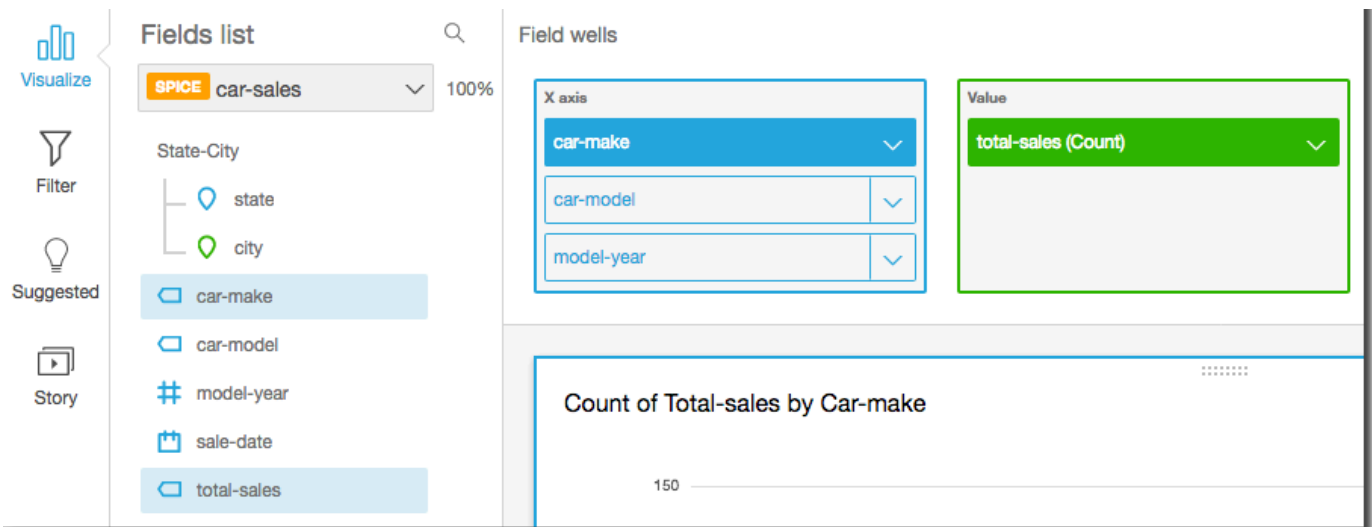 Visualize
Filter
Suggested
Story
Fields list
SPICE car-sales
100%
State-City
state
city
car-make
car-model
model-year
sale-date
total-sales
Field wells
X axis
car-make
car-model
model-year
Value
total-sales (Count)
Count of Total-sales by Car-make
150